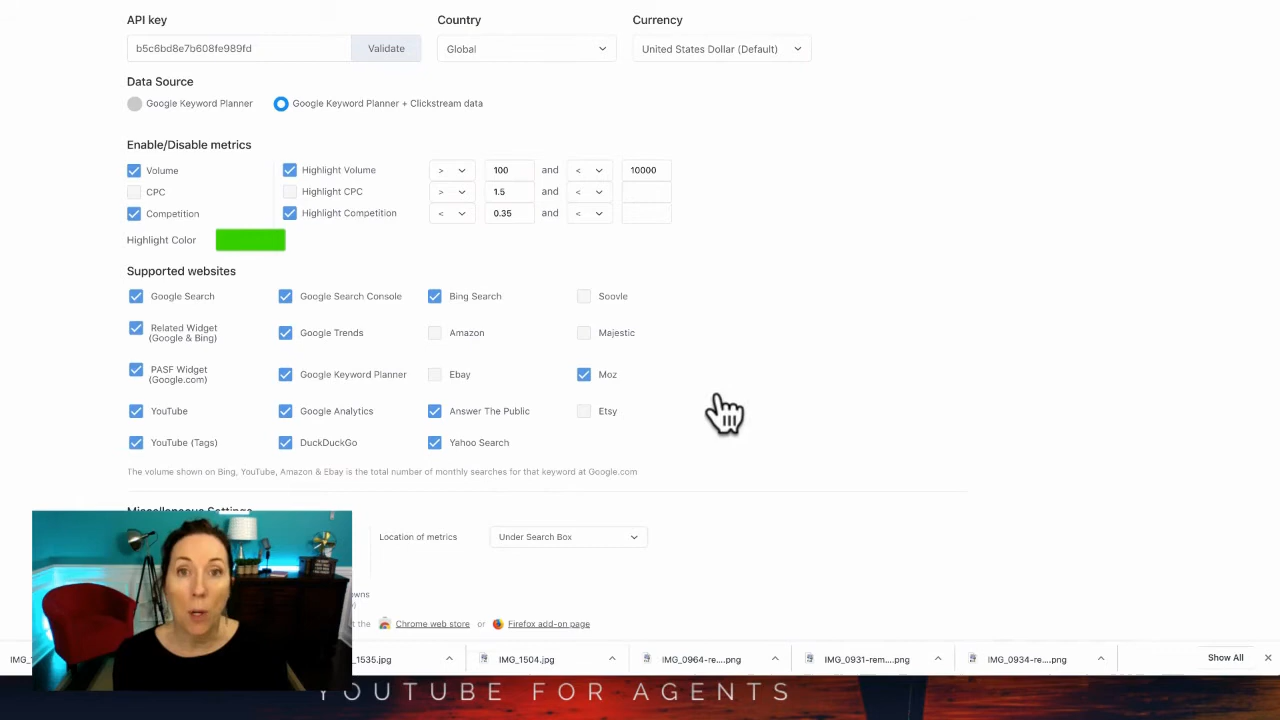 API key
Country
Currency
b5c6bd8e7b608fe989fd
Validate
Global
United States Dollar (Default)
Data Source
Google Keyword Planner
Google Keyword Planner + Clickstream data
Enable/Disable metrics
Volume
Highlight Volume
>
100
and
<
10000
CPC
Highlight CPC
>
1.5
and
<
Competition
Highlight Competition
<
0.35
and
<
Highlight Color
Supported websites
Google Search
Google Search Console
Bing Search
Soovle
Related Widget
(Google & Bing)
Google Trends
Amazon
Majestic
PASF Widget
(Google.com)
Google Keyword Planner
Ebay
Moz
YouTube
Google Analytics
Answer The Public
Etsy
YouTube (Tags)
DuckDuckGo
Yahoo Search
The volume shown on Bing, YouTube, Amazon & Ebay is the total number of monthly searches for that keyword at Google.com
Miscellaneous Settings
Location of metrics
Under Search Box
owns
the
Chrome web store
or
Firefox add-on page
IMG_1
_1535.jpg
IMG_1504.jpg
IMG_0964-re....png
IMG_0931-rem....png
IMG_0934-re....png
Show All
YOUTUBE FOR AGENTS